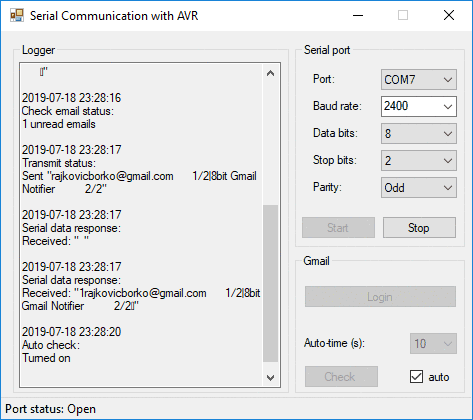 Serial Communication with AVR
Logger
"
2019-07-18 23:28:16
Check email status:
1 unread emails
2019-07-18 23:28:17
Transmit status:
Sent "rajkovicborko@gmail.com 1/2|8bit Gmail
Notifier 2/2"
2019-07-18 23:28:17
Serial data response:
Received: " "
2019-07-18 23:28:17
Serial data response:
Received: "1rajkovicborko@gmail.com 1/2|8bit
Gmail Notifier 2/2▯"
2019-07-18 23:28:20
Auto check:
Turned on
Serial port
Port: COM7
Baud rate: 2400
Data bits: 8
Stop bits: 2
Parity: Odd
Start Stop
Gmail
Login
Auto-time (s): 10
Check auto
Port status: Open